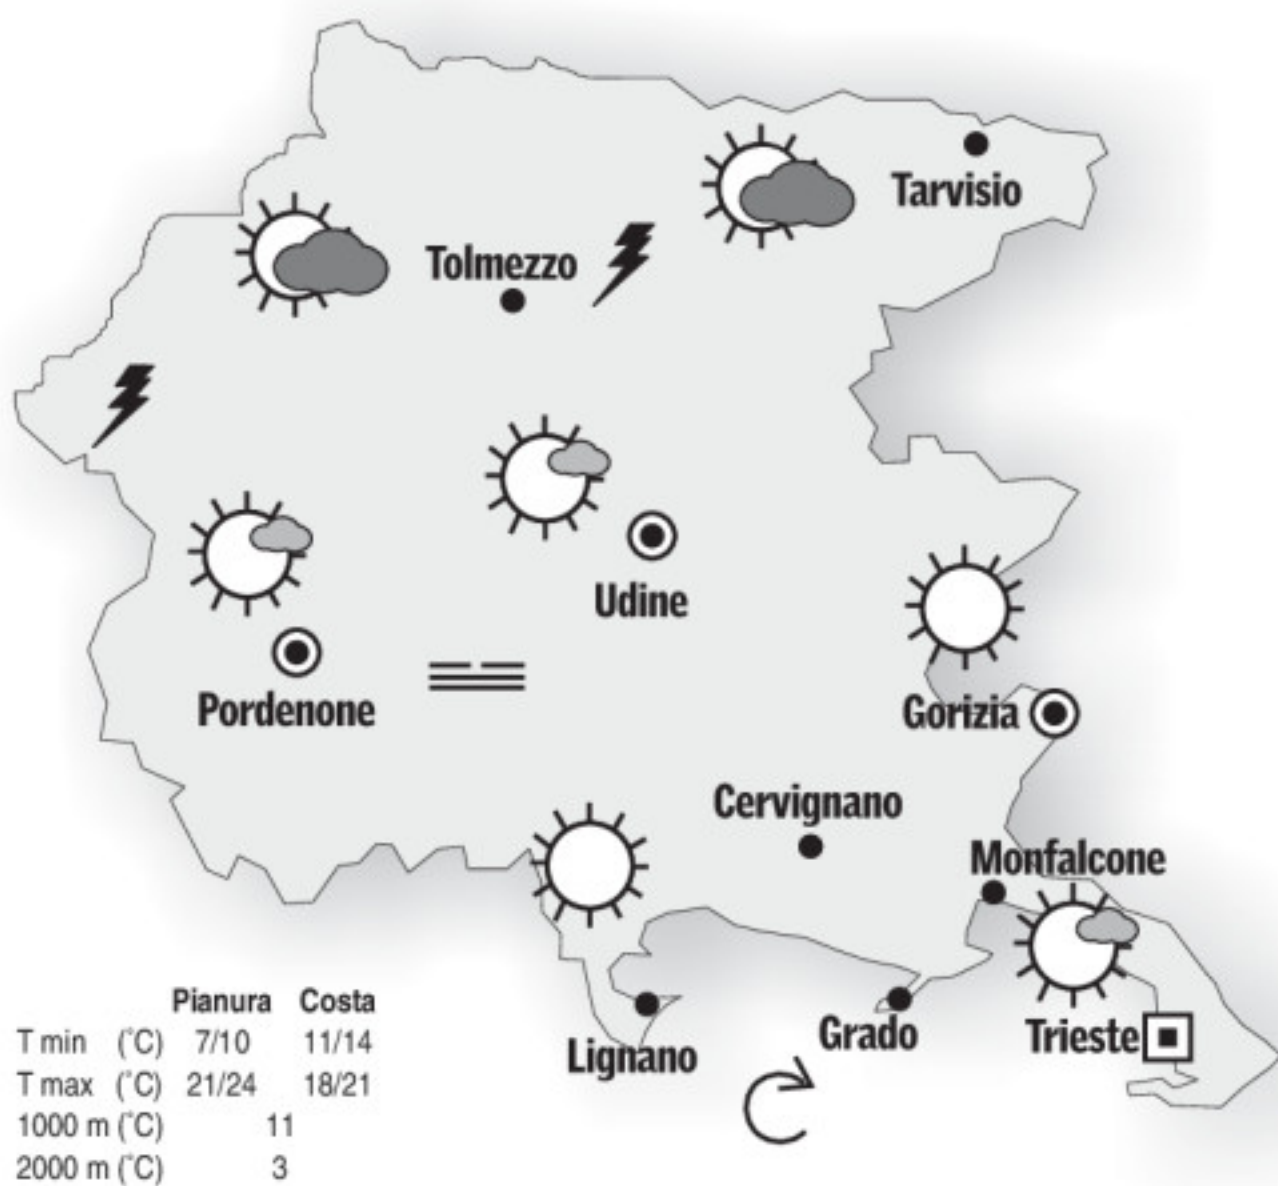 Tarvisio
Tolmezzo
Udine
Pordenone
Gorizia
Cervignano
Monfalcone
Lignano
Grado
Trieste
Pianura Costa
T min (°C) 7/10 11/14
T max (°C) 21/24 18/21
1000 m (°C) 11
2000 m (°C) 3